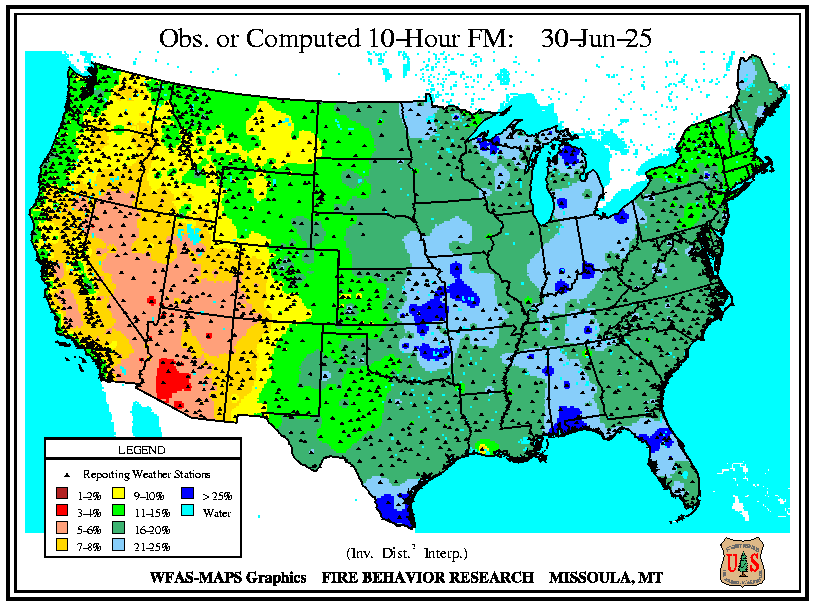 Obs. or Computed 10-Hour FM: 30-Jun-25
LEGEND
Reporting Weather Stations
1-2% 9-10% > 25%
3-4% 11-15% Water
5-6% 16-20%
7-8% 21-25%
(Inv. Dist.² Interp.)
WFAS-MAPS Graphics FIRE BEHAVIOR RESEARCH MISSOULA, MT
U S